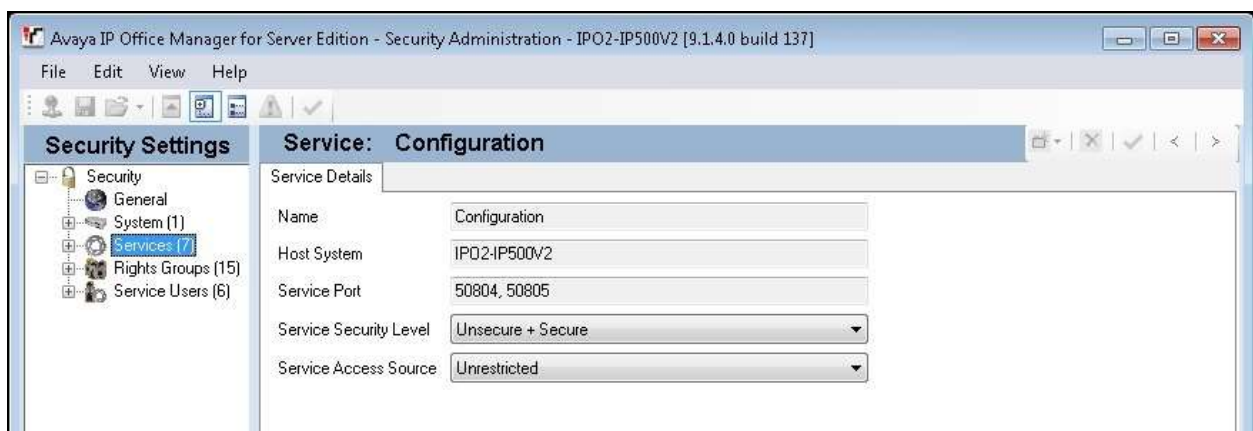 Avaya IP Office Manager for Server Edition - Security Administration - IPO2-IP500V2 [9.1.4.0 build 137]
File Edit View Help
Security Settings
Service: Configuration
Security
General
System (1)
Services (7)
Rights Groups (15)
Service Users (6)
Service Details
Name Configuration
Host System IPO2-IP500V2
Service Port 50804, 50805
Service Security Level Unsecure + Secure
Service Access Source Unrestricted